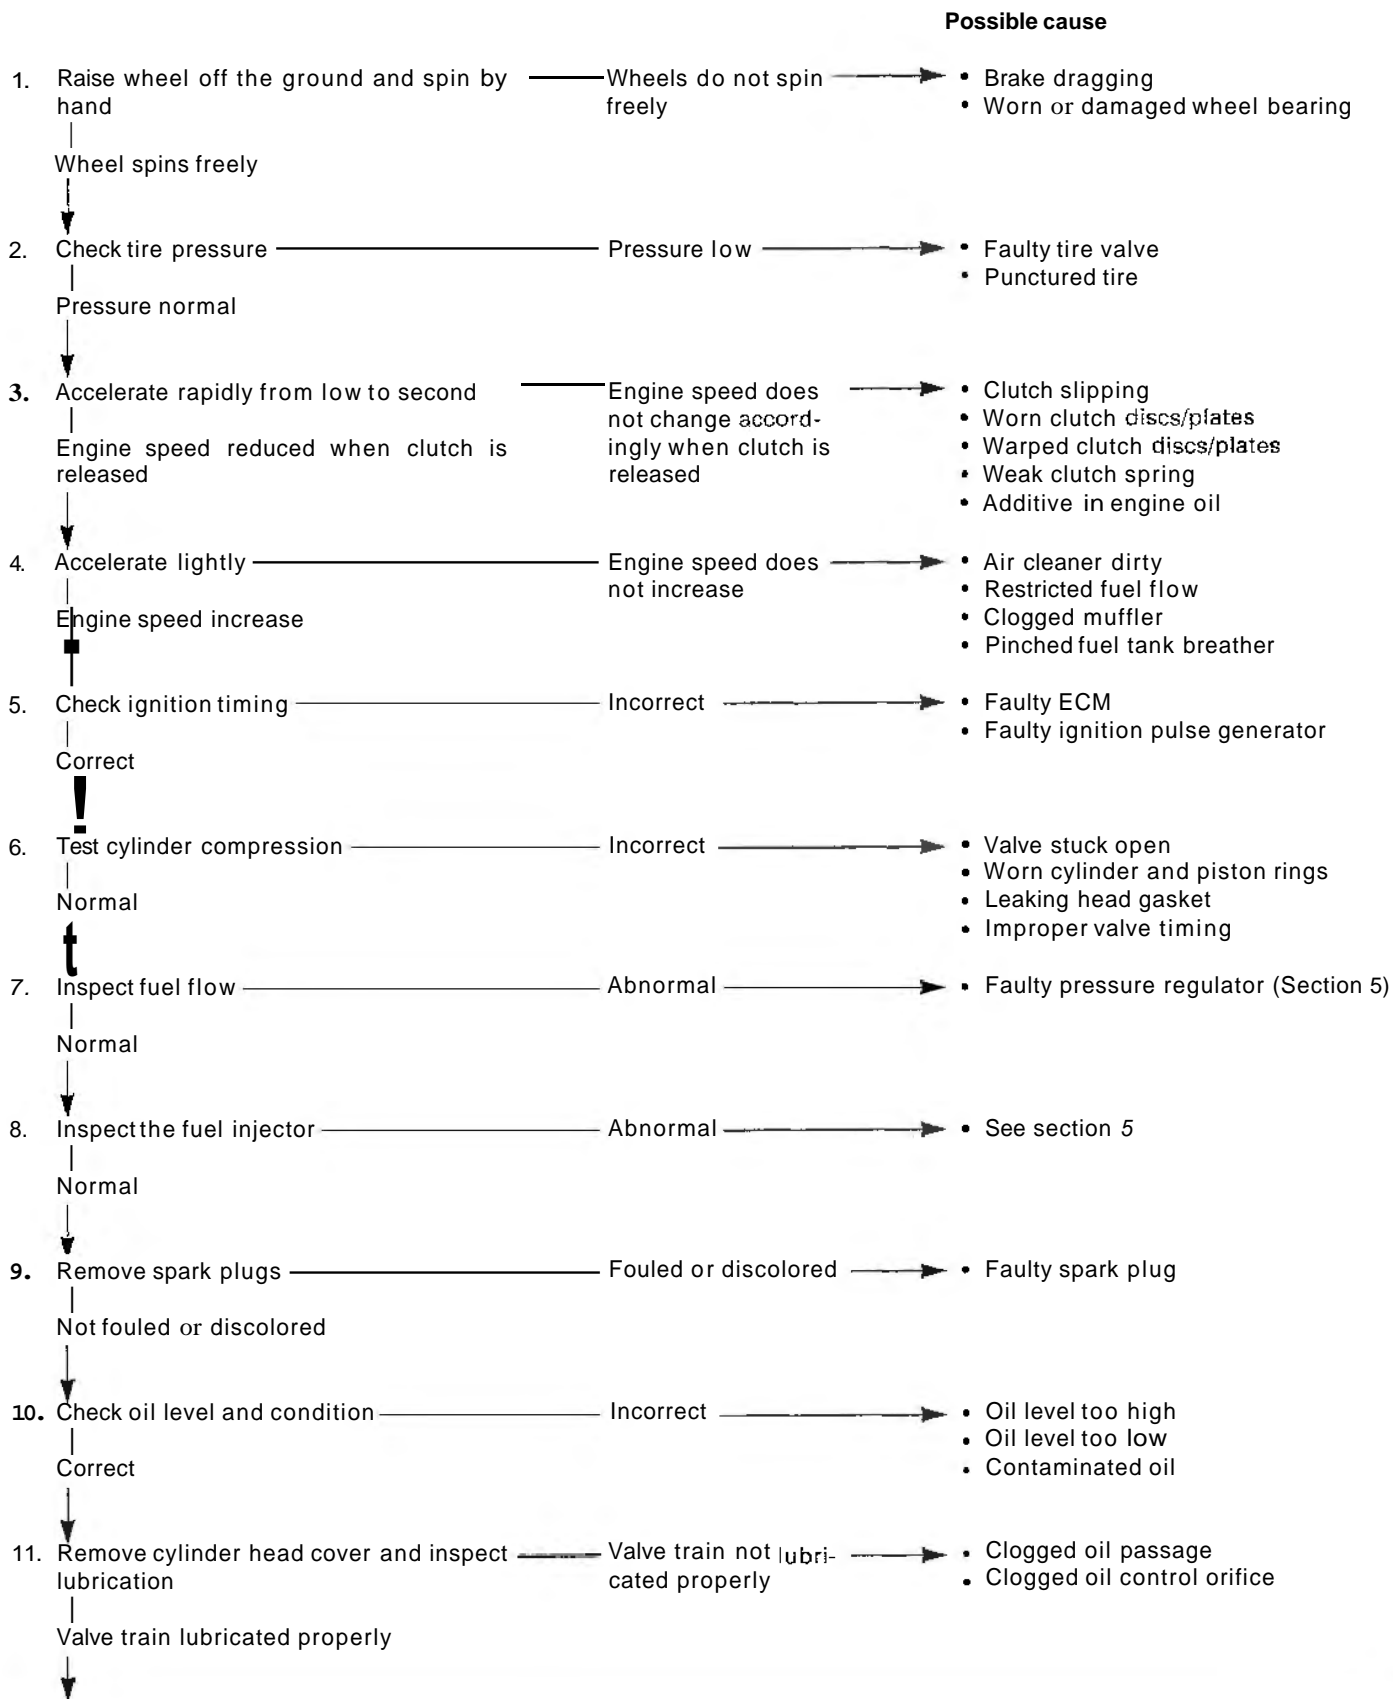 Possible cause
1. Raise wheel off the ground and spin by hand
Wheels do not spin freely
• Brake dragging
• Worn or damaged wheel bearing
Wheel spins freely
2. Check tire pressure
Pressure low
• Faulty tire valve
• Punctured tire
Pressure normal
3. Accelerate rapidly from low to second
Engine speed does not change accord-
ingly when clutch is released
• Clutch slipping
• Worn clutch discs/plates
• Warped clutch discs/plates
• Weak clutch spring
• Additive in engine oil
Engine speed reduced when clutch is released
4. Accelerate lightly
Engine speed does not increase
• Air cleaner dirty
• Restricted fuel flow
• Clogged muffler
• Pinched fuel tank breather
Engine speed increase
5. Check ignition timing
Incorrect
• Faulty ECM
• Faulty ignition pulse generator
Correct
!
6. Test cylinder compression
Incorrect
• Valve stuck open
• Worn cylinder and piston rings
• Leaking head gasket
• Improper valve timing
Normal
t
7. Inspect fuel flow
Abnormal
• Faulty pressure regulator (Section 5)
Normal
8. Inspect the fuel injector
Abnormal
• See section 5
Normal
9. Remove spark plugs
Fouled or discolored
• Faulty spark plug
Not fouled or discolored
10. Check oil level and condition
Incorrect
• Oil level too high
• Oil level too low
• Contaminated oil
Correct
11. Remove cylinder head cover and inspect lubrication
Valve train not lubri-
cated properly
• Clogged oil passage
• Clogged oil control orifice
Valve train lubricated properly